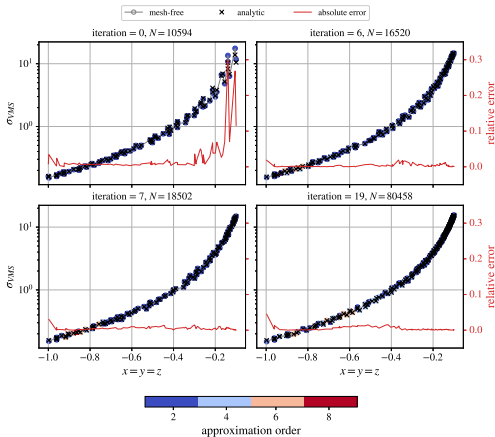 mesh-free analytic absolute error
iteration = 0, N = 10594
iteration = 6, N = 16520
10¹
10⁰
σVMS
0.3
0.2
0.1
0.0
relative error
iteration = 7, N = 18502
iteration = 19, N = 80458
10¹
10⁰
σVMS
0.3
0.2
0.1
0.0
relative error
−1.0 −0.8 −0.6 −0.4 −0.2
−1.0 −0.8 −0.6 −0.4 −0.2
x = y = z
x = y = z
2 4 6 8
approximation order